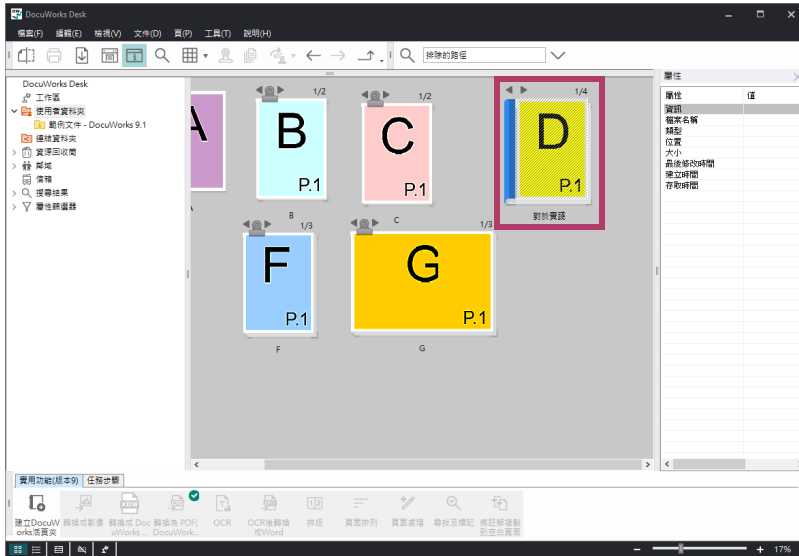 DocuWorks Desk
檔案(F) 編輯(E) 檢視(V) 文件(D) 頁(P) 工具(T) 說明(H)
排除的路徑
DocuWorks Desk
工作區
使用者資料夾
範例文件 - DocuWorks 9.1
連結資料夾
資源回收筒
鄰域
信箱
搜尋結果
屬性篩選器
A
1/2
B
P.1
B
1/2
C
P.1
C
1/4
D
P.1
對於實踐
1/3
F
P.1
F
1/3
G
P.1
G
屬性
屬性 值
資訊
檔案名稱
類型
位置
大小
最後修改時間
建立時間
存取時間
實用功能(版本9) 任務步驟
建立DocuW
orks活頁夾
轉換成影像
轉換成 Doc
uWorks ...
轉換為 PDF(
DocuWork...
OCR
OCR後轉換
成Word
排版
頁面排列
頁面處理
尋找及標記
到空白頁面
17%